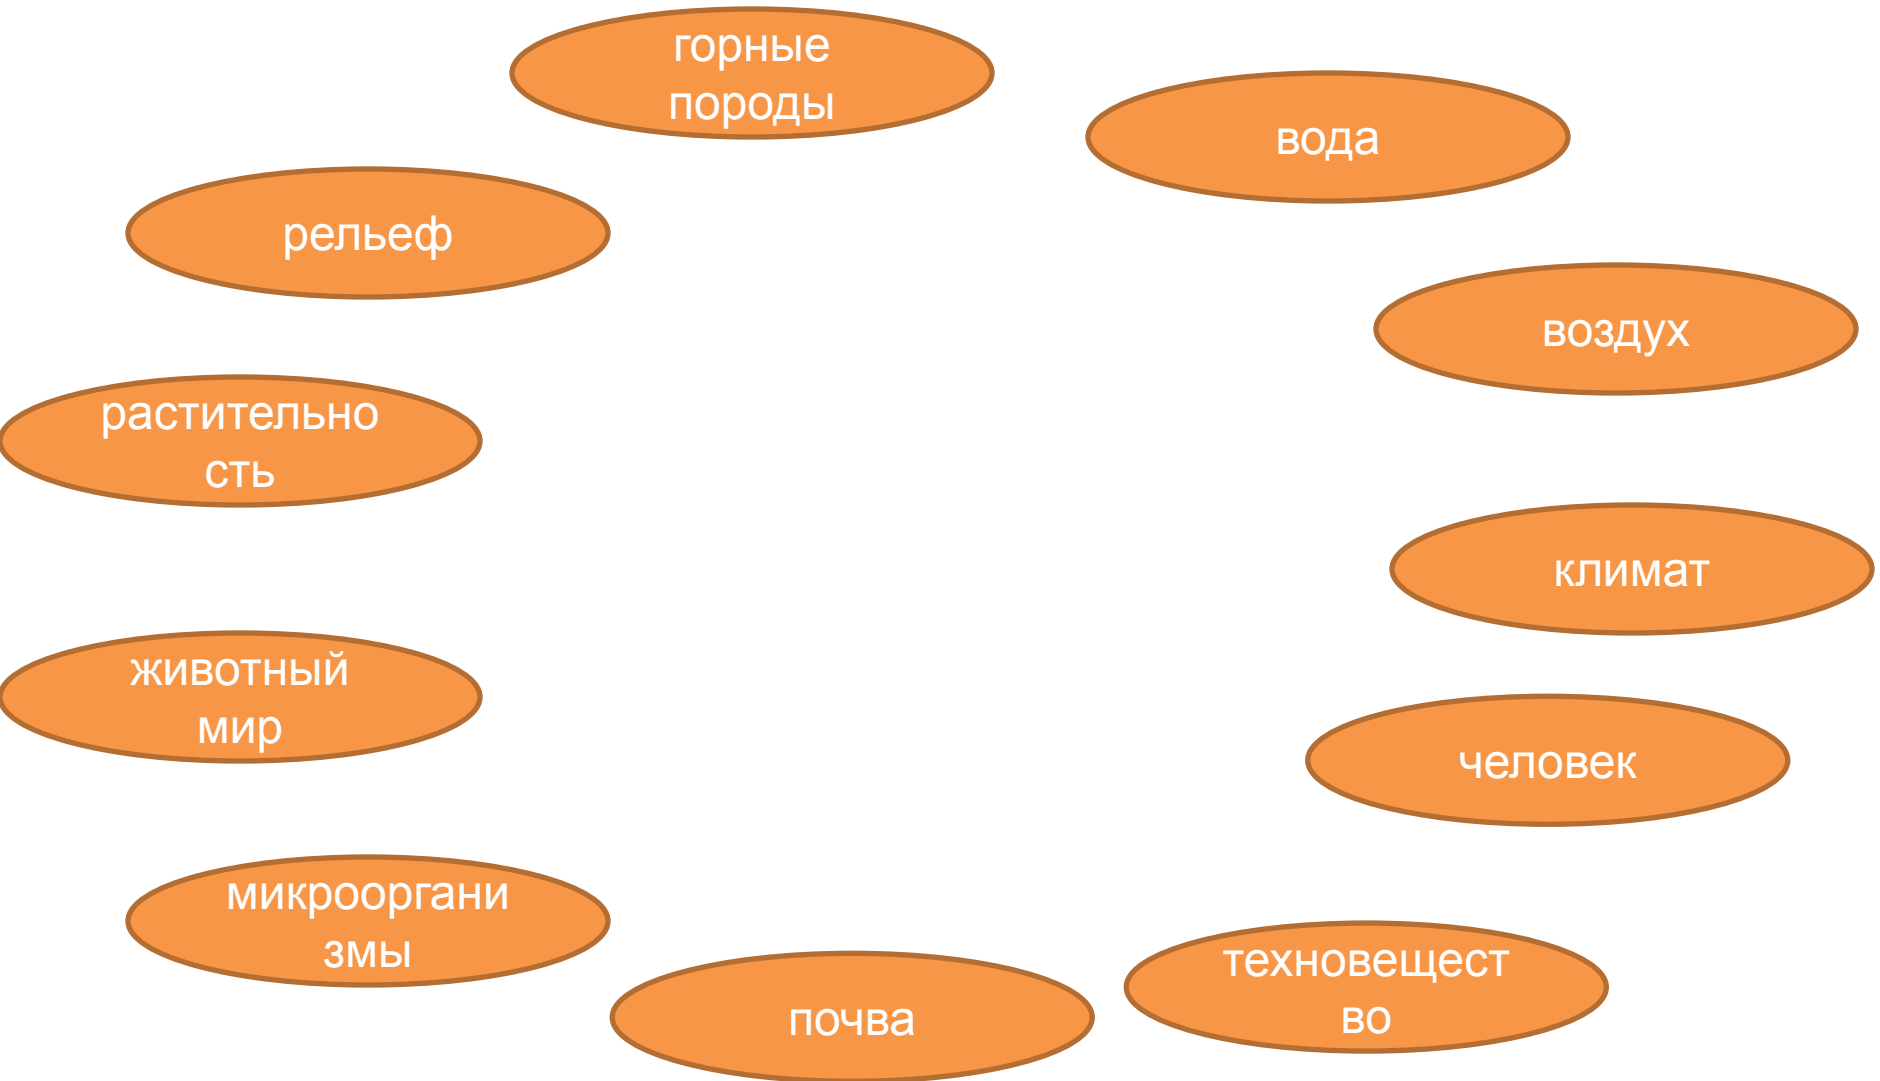 горные
породы
вода
рельеф
воздух
растительно
сть
климат
животный
мир
человек
микрооргани
змы
техновещест
во
почва